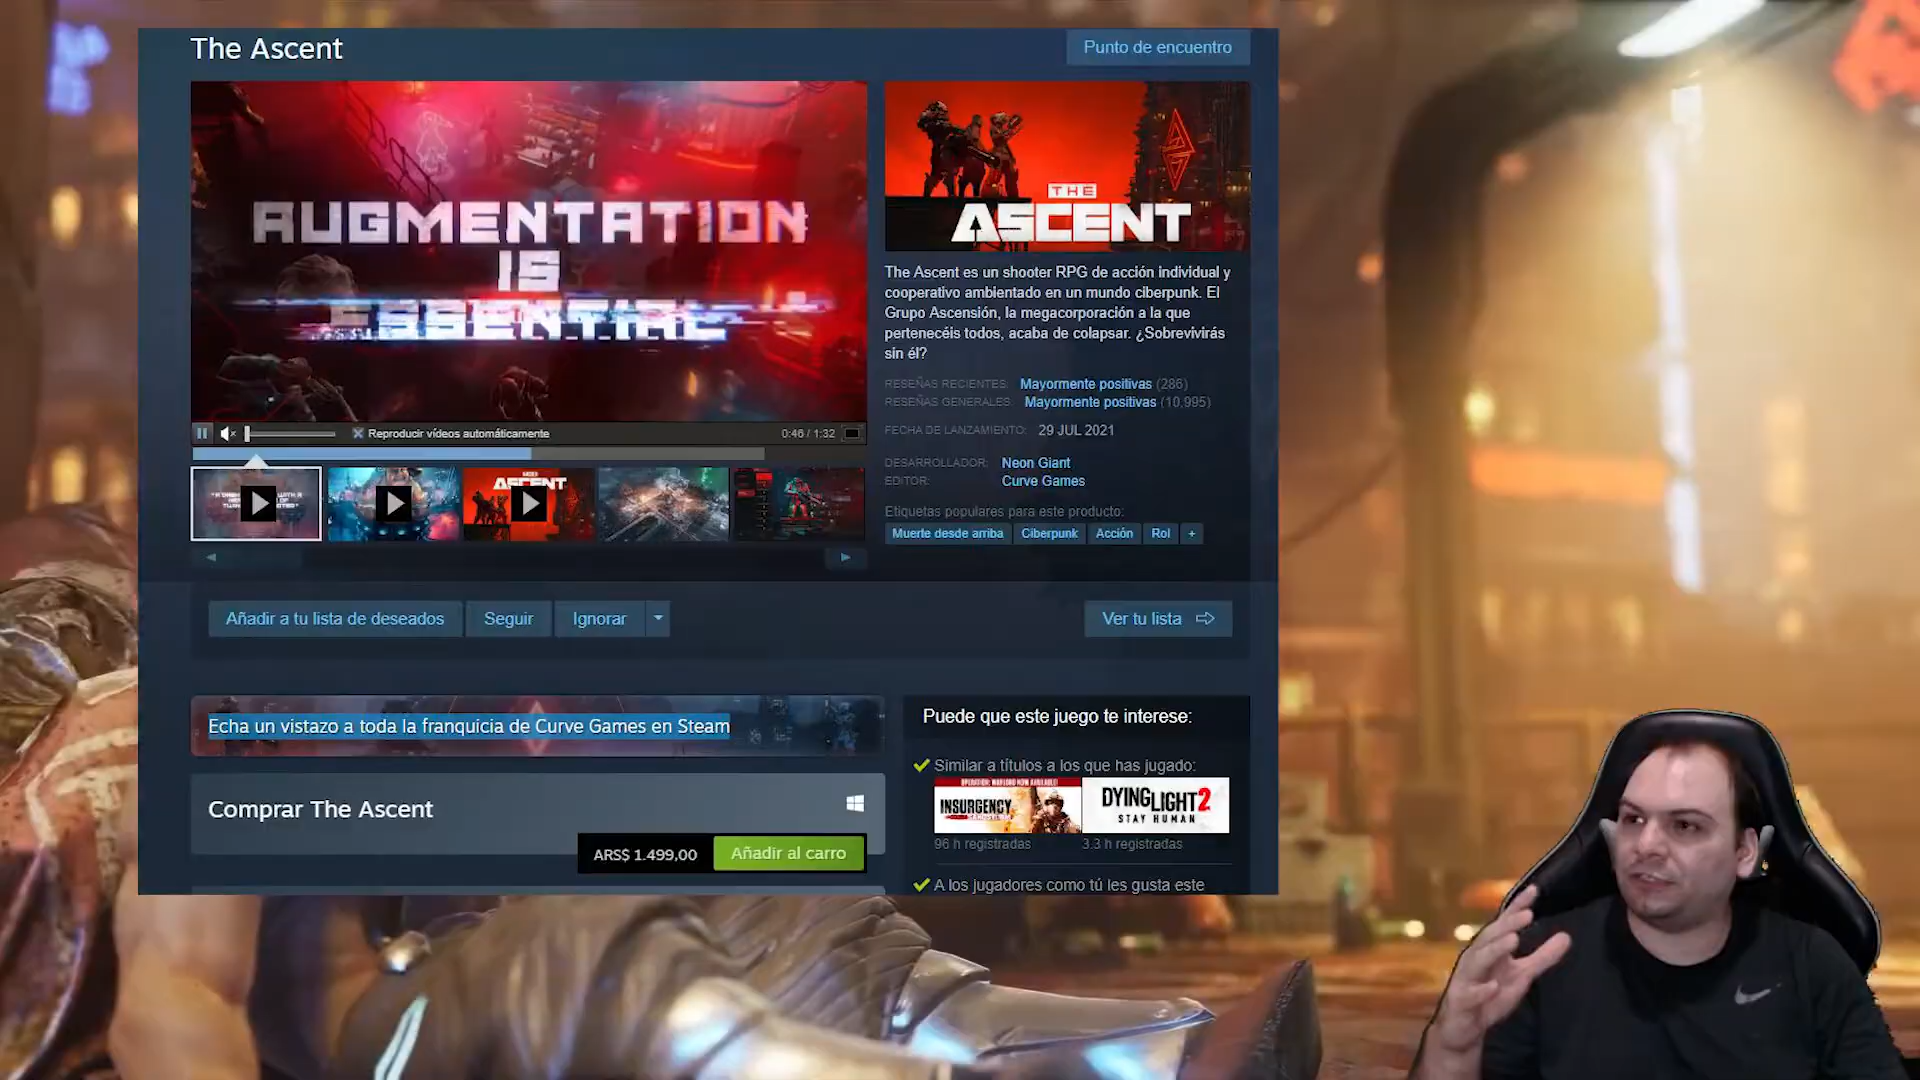 The Ascent
Punto de encuentro
AUGMENTATION
IS
ESSENTIAL
THE
ASCENT
The Ascent es un shooter RPG de acción individual y
cooperativo ambientado en un mundo ciberpunk. El
Grupo Ascensión, la megacorporación a la que
pertenecéis todos, acaba de colapsar. ¿Sobrevivirás
sin él?
RESEÑAS RECIENTES: Mayormente positivas (286)
RESEÑAS GENERALES: Mayormente positivas (10,995)
FECHA DE LANZAMIENTO: 29 JUL 2021
DESARROLLADOR: Neon Giant
EDITOR: Curve Games
Etiquetas populares para este producto:
Muerte desde arriba Ciberpunk Acción Rol +
Reproducir vídeos automáticamente
0:46 / 1:32
ASCENT
Añadir a tu lista de deseados
Seguir
Ignorar
Ver tu lista
Echa un vistazo a toda la franquicia de Curve Games en Steam
Comprar The Ascent
ARS$ 1.499,00
Añadir al carro
Puede que este juego te interese:
Similar a títulos a los que has jugado:
INSURGENCY
DYING LIGHT 2
STAY HUMAN
96 h registradas
3.3 h registradas
A los jugadores como tú les gusta este